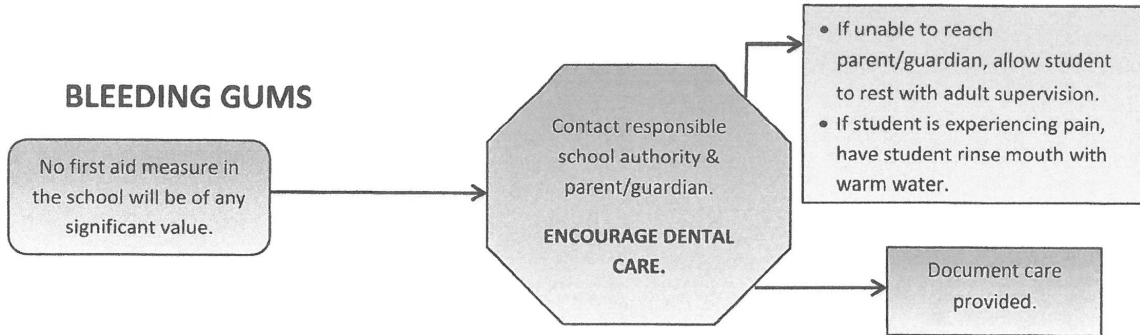 BLEEDING GUMS
No first aid measure in
the school will be of any
significant value.
Contact responsible
school authority &
parent/guardian.
ENCOURAGE DENTAL
CARE.
• If unable to reach
parent/guardian, allow student
to rest with adult supervision.
• If student is experiencing pain,
have student rinse mouth with
warm water.
Document care
provided.